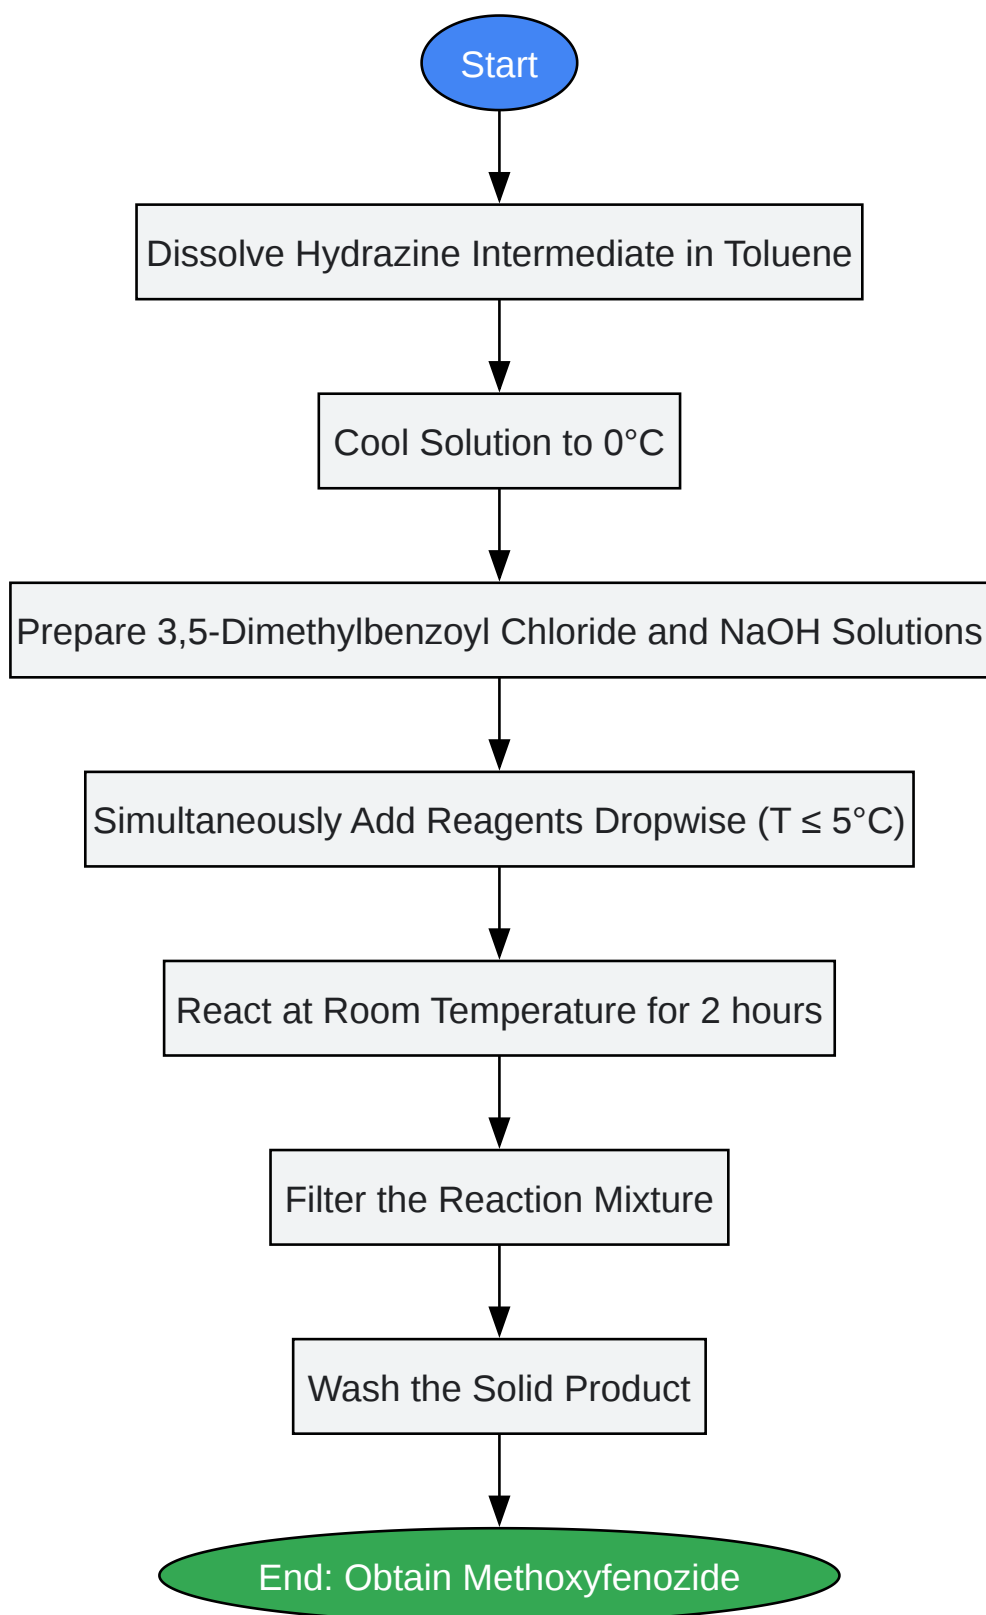 Start
Dissolve Hydrazine Intermediate in Toluene
Cool Solution to 0°C
Prepare 3,5-Dimethylbenzoyl Chloride and NaOH Solutions
Simultaneously Add Reagents Dropwise (T ≤ 5°C)
React at Room Temperature for 2 hours
Filter the Reaction Mixture
Wash the Solid Product
End: Obtain Methoxyfenozide